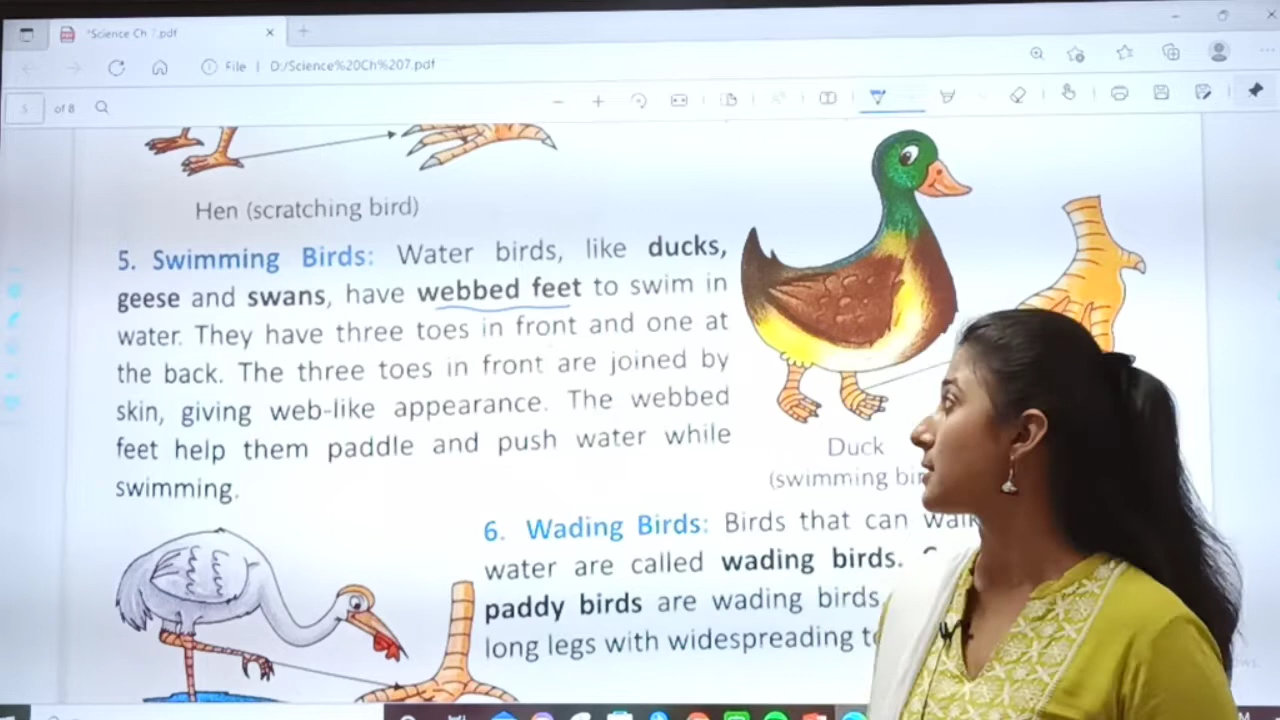 "Science Ch 7.pdf
File | D:/Science%20Ch%207.pdf
of 8
Hen (scratching bird)
5. Swimming Birds: Water birds, like ducks,
geese and swans, have webbed feet to swim in
water. They have three toes in front and one at
the back. The three toes in front are joined by
skin, giving web-like appearance. The webbed
feet help them paddle and push water while
swimming.
Duck
(swimming
6. Wading Birds: Birds that can walk
water are called wading birds.
paddy birds are wading birds
long legs with widespreading